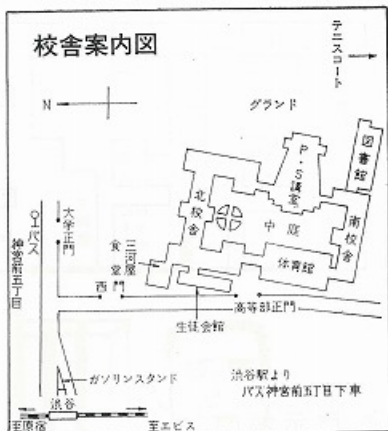 校舎案内図
テニスコート
N
グランド
図書館
P・S講堂
北校舎
中庭
南校舎
体育館
大学正門
バス
神宮前五丁目
三河屋
食堂
西門
高等部正門
生徒会館
ガソリンスタンド
渋谷駅より
バス神宮前五丁目下車
渋谷
至原宿
至エビス